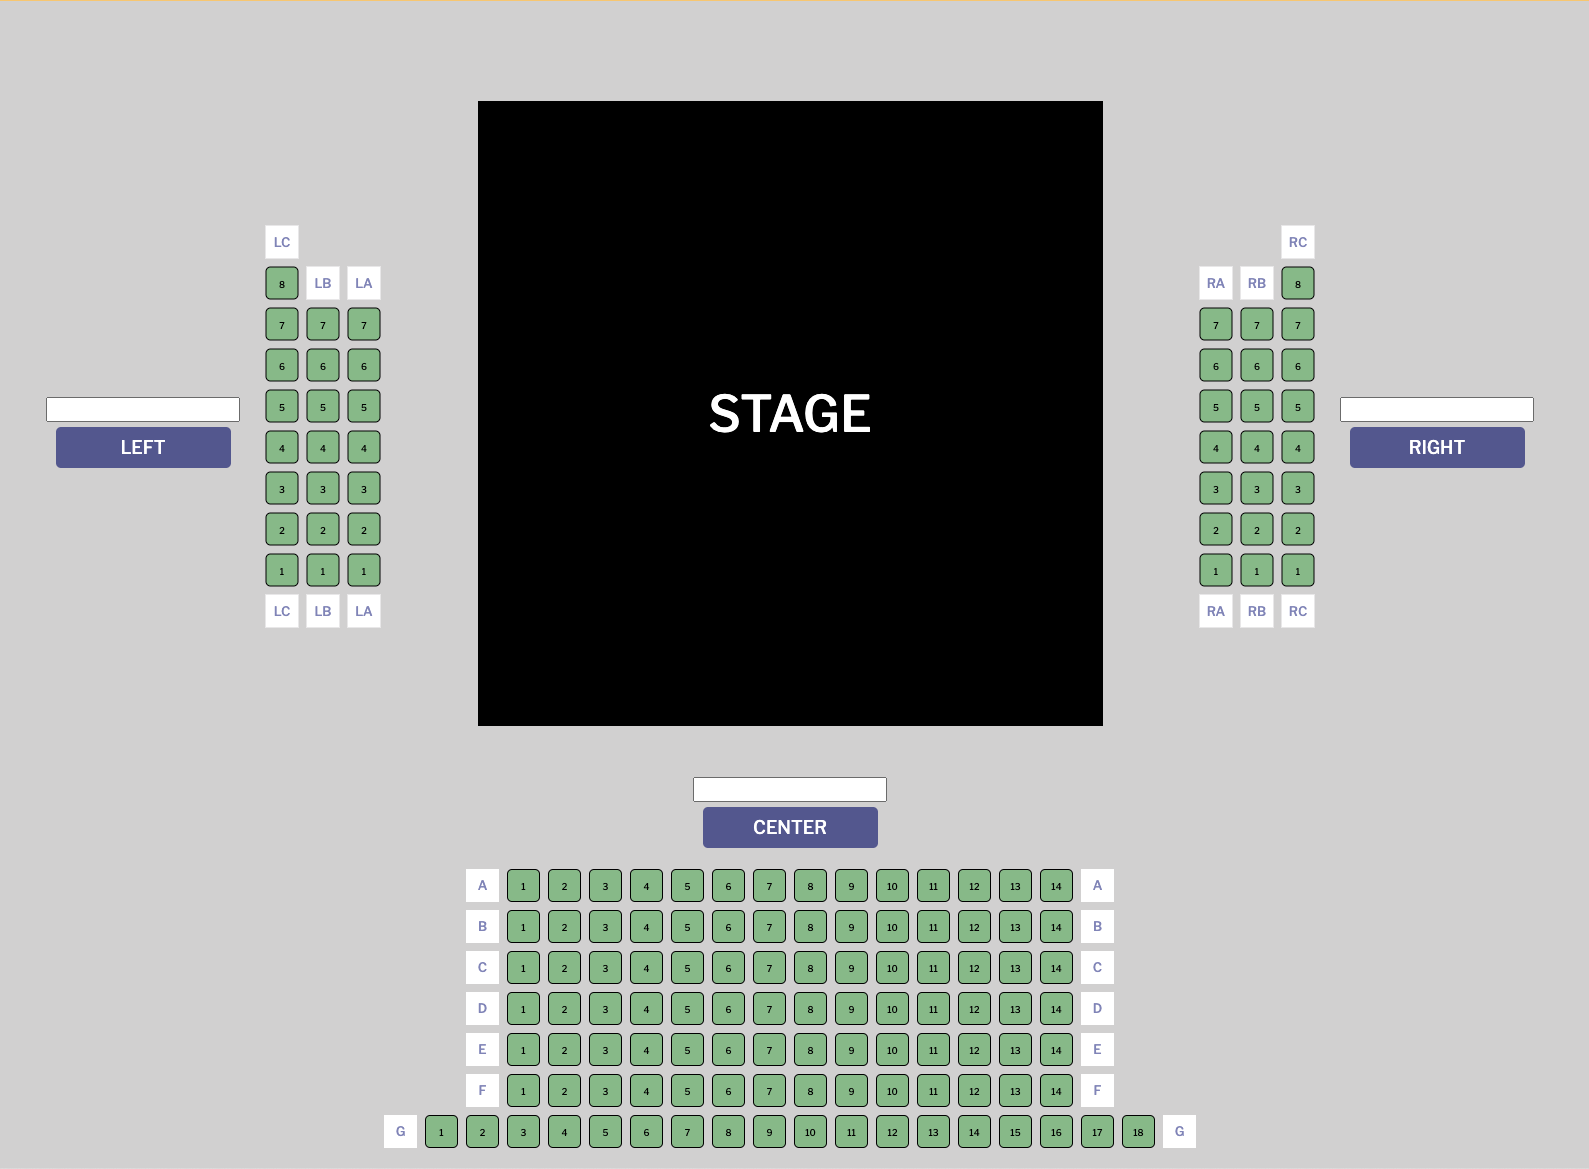 LC RC
8 LB LA RA RB 8
7 7 7 7 7 7
6 6 6 6 6 6
5 5 5 STAGE 5 5 5
LEFT 4 4 4 4 4 4 RIGHT
3 3 3 3 3 3
2 2 2 2 2 2
1 1 1 1 1 1
LC LB LA RA RB RC
CENTER
A 1 2 3 4 5 6 7 8 9 10 11 12 13 14 A
B 1 2 3 4 5 6 7 8 9 10 11 12 13 14 B
C 1 2 3 4 5 6 7 8 9 10 11 12 13 14 C
D 1 2 3 4 5 6 7 8 9 10 11 12 13 14 D
E 1 2 3 4 5 6 7 8 9 10 11 12 13 14 E
F 1 2 3 4 5 6 7 8 9 10 11 12 13 14 F
G 1 2 3 4 5 6 7 8 9 10 11 12 13 14 15 16 17 18 G